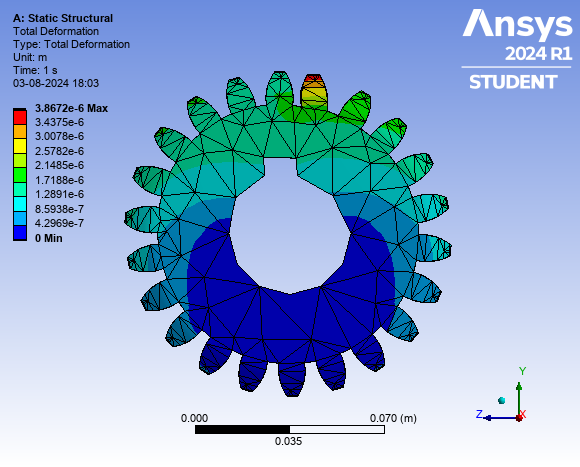 A: Static Structural
Total Deformation
Type: Total Deformation
Unit: m
Time: 1 s
03-08-2024 18:03
3.8672e-6 Max
3.4375e-6
3.0078e-6
2.5782e-6
2.1485e-6
1.7188e-6
1.2891e-6
8.5938e-7
4.2969e-7
0 Min
Ansys
2024 R1
STUDENT
0.000
0.070 (m)
0.035
Y
Z
X